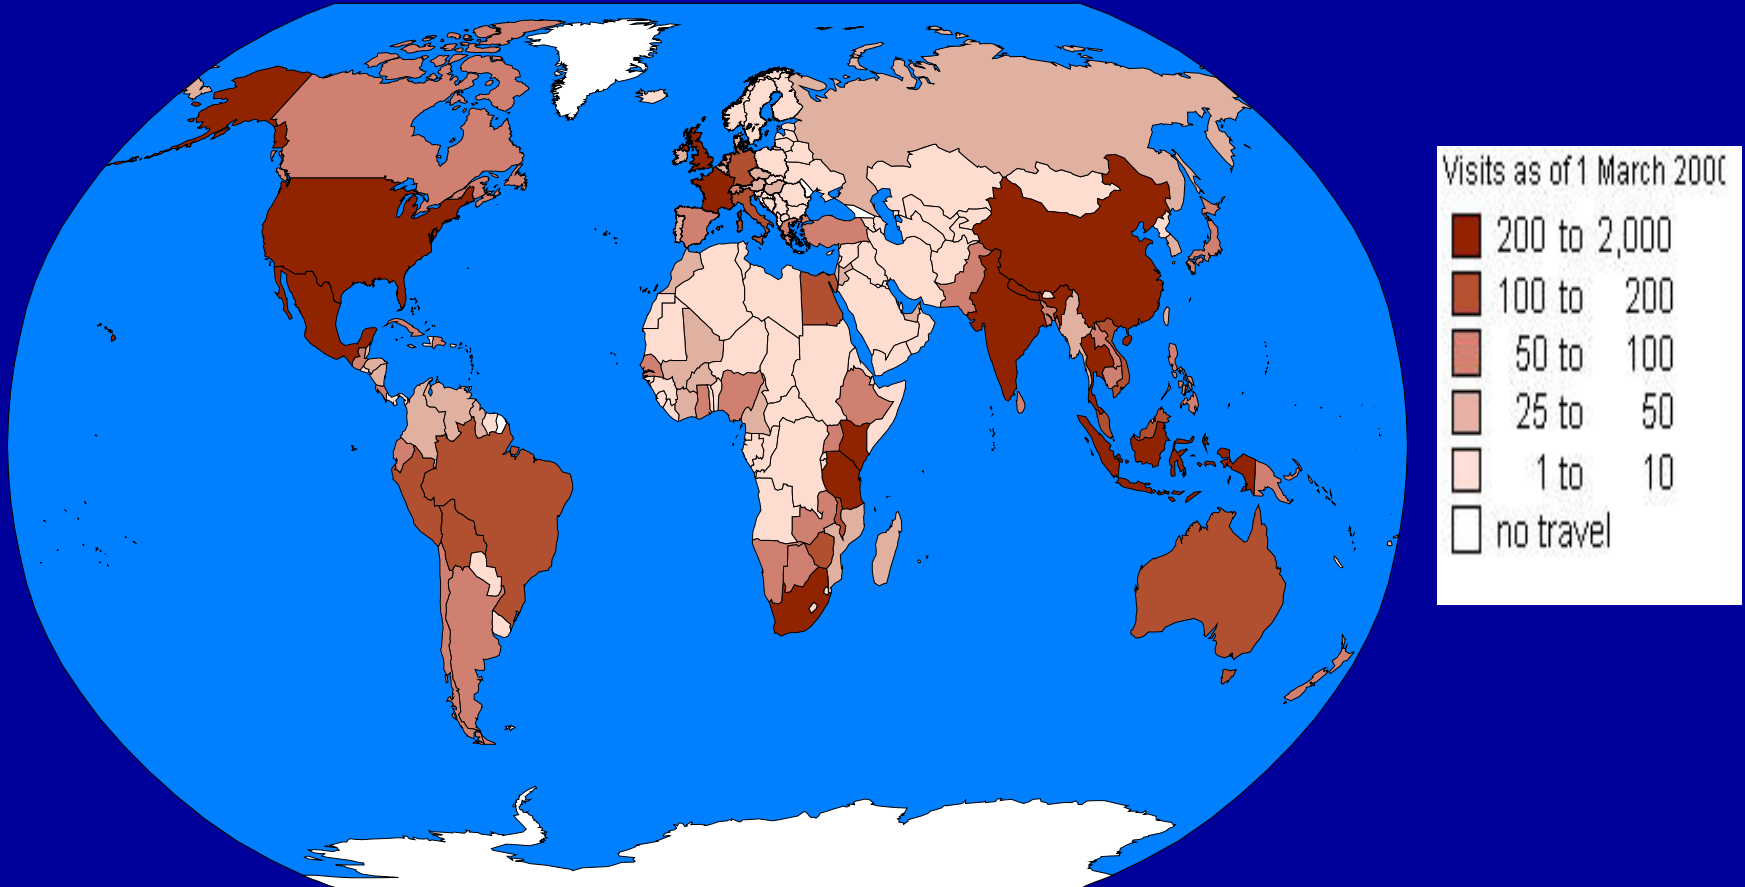 Visits as of 1 March 2000
200 to 2,000
100 to 200
50 to 100
25 to 50
1 to 10
no travel